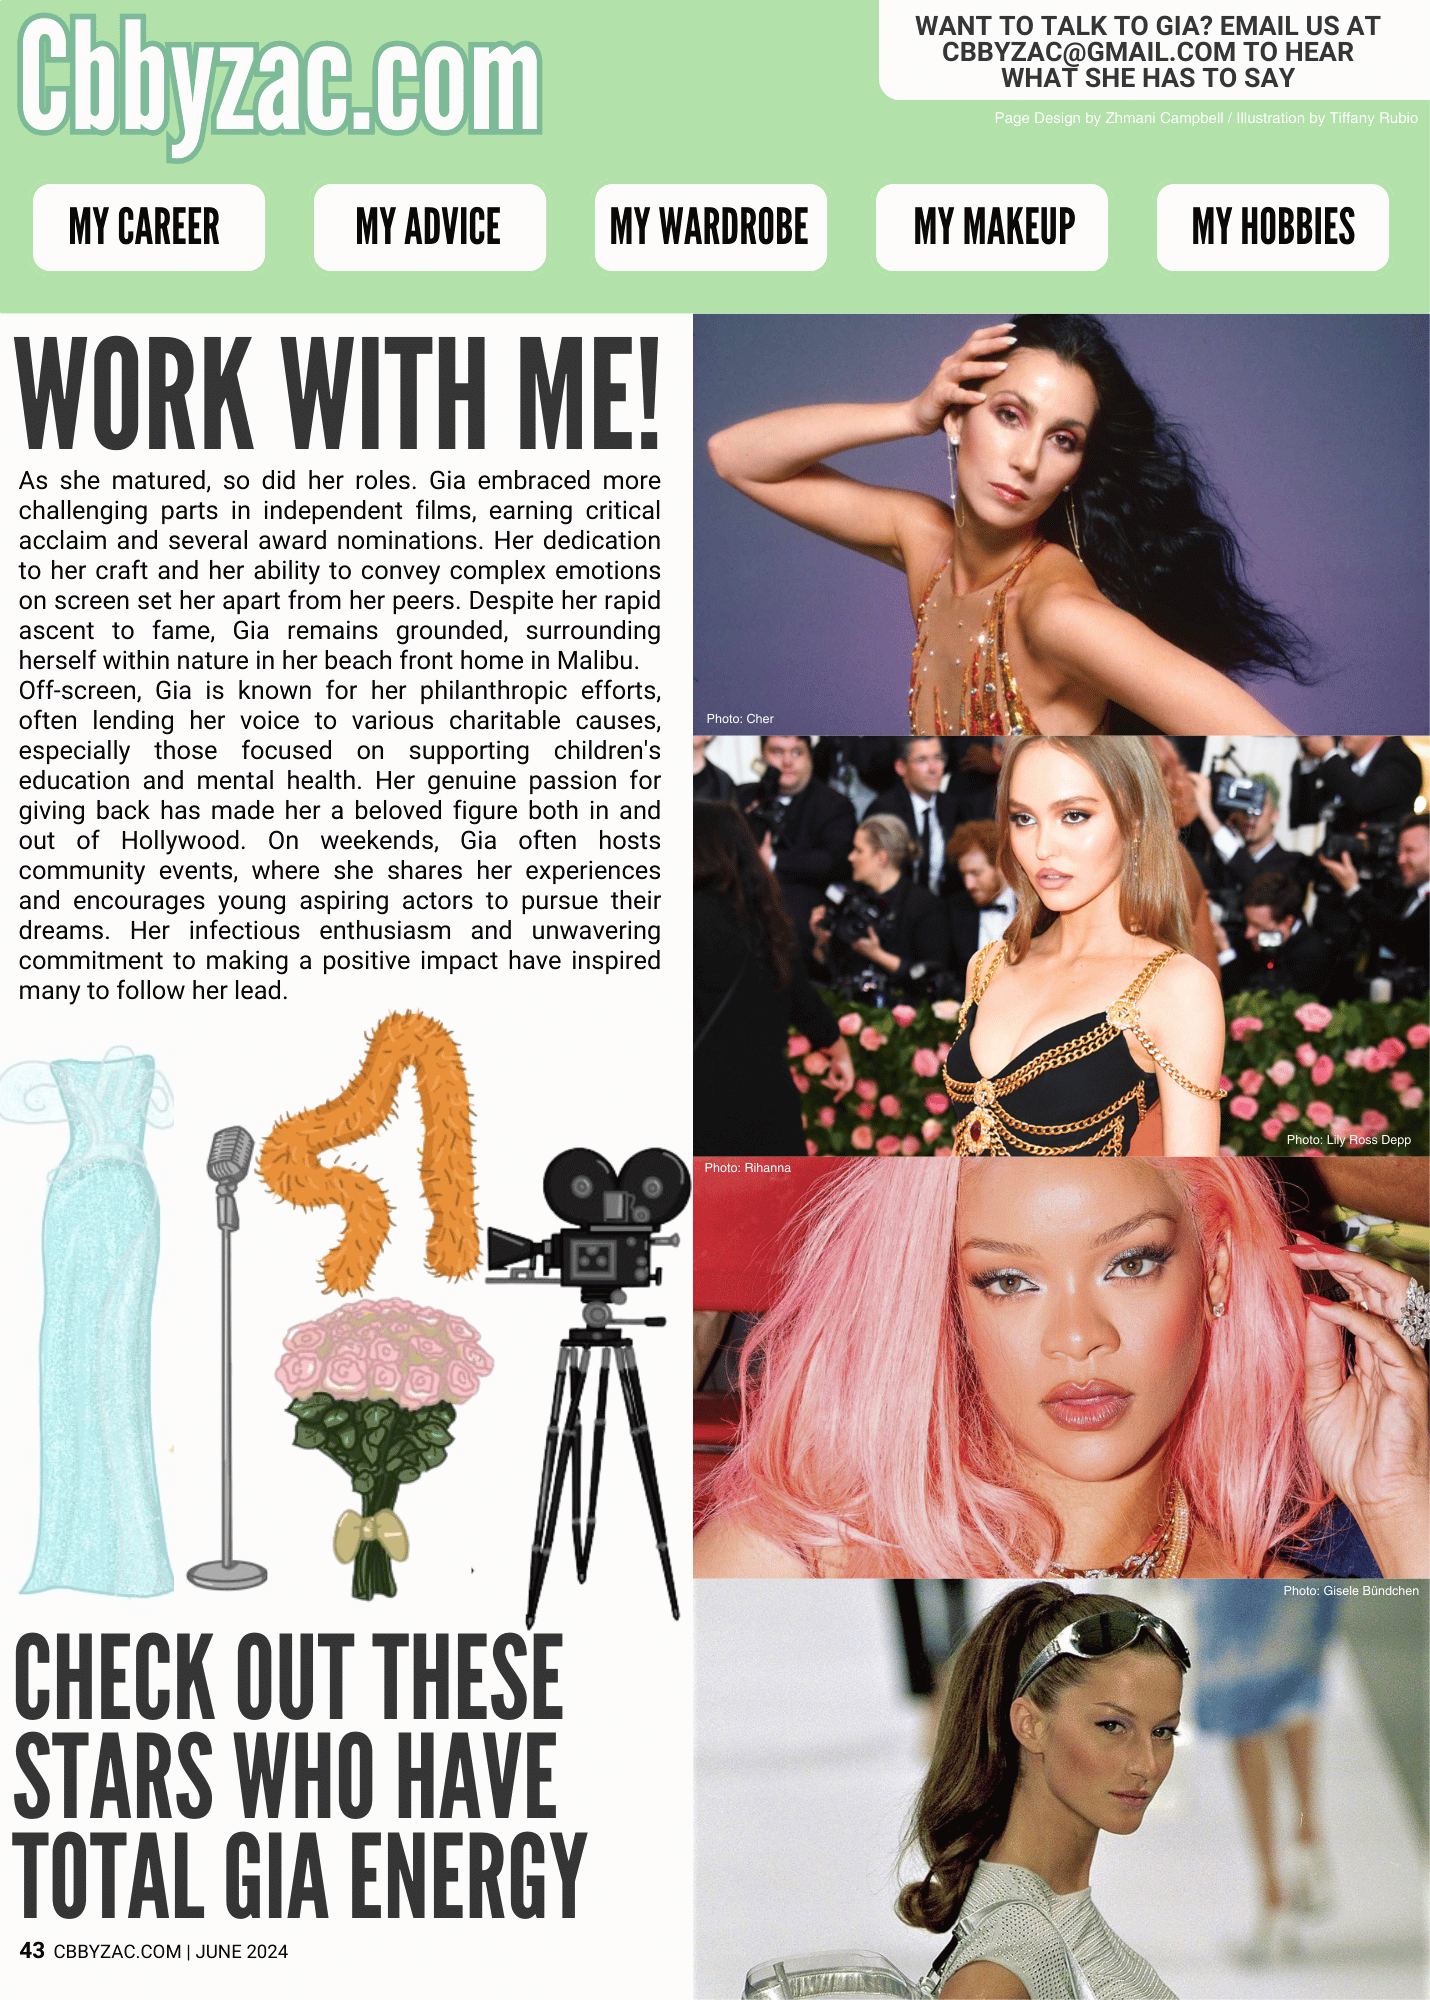 Cbbyzac.com
WANT TO TALK TO GIA? EMAIL US AT
CBBYZAC@GMAIL.COM TO HEAR
WHAT SHE HAS TO SAY
Page Design by Zhmani Campbell / Illustration by Tiffany Rubio
MY CAREER
MY ADVICE
MY WARDROBE
MY MAKEUP
MY HOBBIES
WORK WITH ME!
As she matured, so did her roles. Gia embraced more
challenging parts in independent films, earning critical
acclaim and several award nominations. Her dedication
to her craft and her ability to convey complex emotions
on screen set her apart from her peers. Despite her rapid
ascent to fame, Gia remains grounded, surrounding
herself within nature in her beach front home in Malibu.
Off-screen, Gia is known for her philanthropic efforts,
often lending her voice to various charitable causes,
especially those focused on supporting children's
education and mental health. Her genuine passion for
giving back has made her a beloved figure both in and
out of Hollywood. On weekends, Gia often hosts
community events, where she shares her experiences
and encourages young aspiring actors to pursue their
dreams. Her infectious enthusiasm and unwavering
commitment to making a positive impact have inspired
many to follow her lead.
Photo: Cher
Photo: Lily Ross Depp
Photo: Rihanna
Photo: Gisele Bündchen
CHECK OUT THESE
STARS WHO HAVE
TOTAL GIA ENERGY
43 CBBYZAC.COM | JUNE 2024